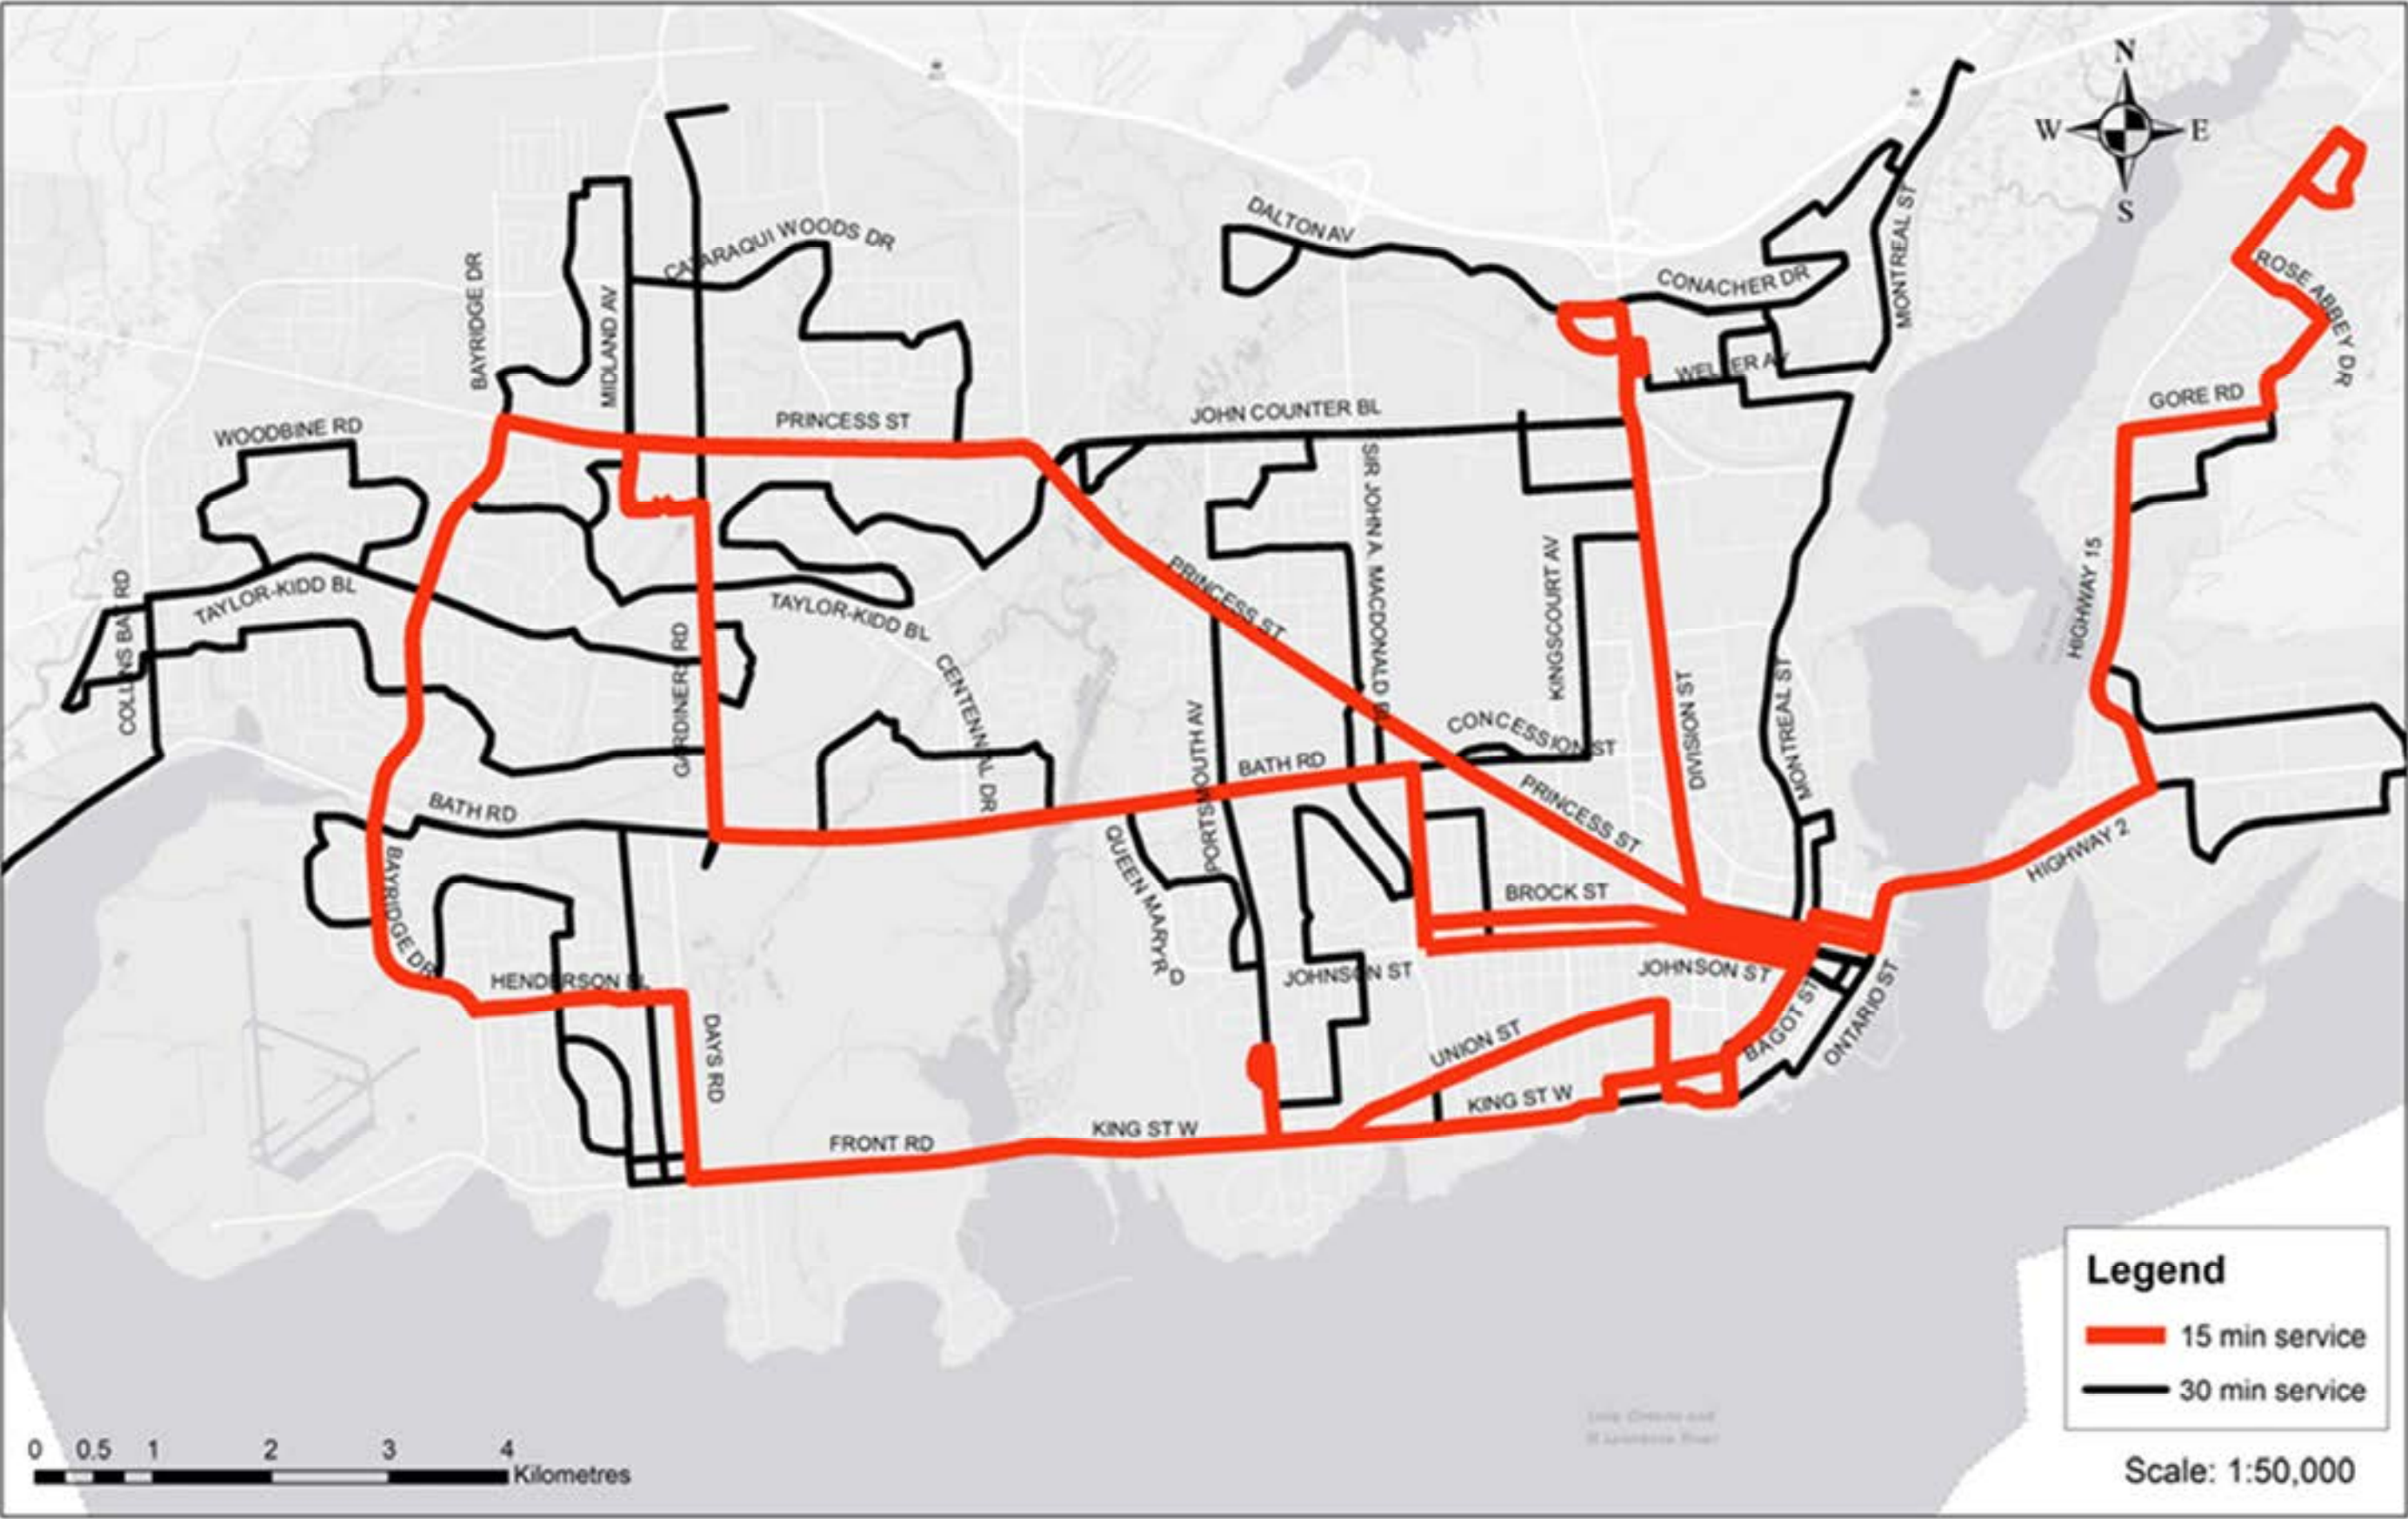 N
W E
S
DALTON AV
CATARAQUI WOODS DR
MONTREAL ST
CONACHER DR
BAYRIDGE DR
MIDLAND AV
ROSE ABBEY DR
WELLER AV
GORE RD
JOHN COUNTER BL
PRINCESS ST
WOODBINE RD
SIR JOHN A. MACDONALD BL
KINGSCOURT AV
HIGHWAY 15
COLLINS BAY RD
TAYLOR-KIDD BL
TAYLOR-KIDD BL
PRINCESS ST
GARDINERS RD
CENTENNIAL DR
DIVISION ST
MONTREAL ST
PORTSMOUTH AV
CONCESSION ST
BATH RD
BATH RD
PRINCESS ST
HIGHWAY 2
QUEEN MARY RD
BAYRIDGE DR
BROCK ST
HENDERSON BL
JOHNSON ST
JOHNSON ST
BAGOT ST
ONTARIO ST
DAYS RD
UNION ST
KING ST W
FRONT RD
KING ST W
Legend
15 min service
30 min service
0 0.5 1 2 3 4
Kilometres
Scale: 1:50,000